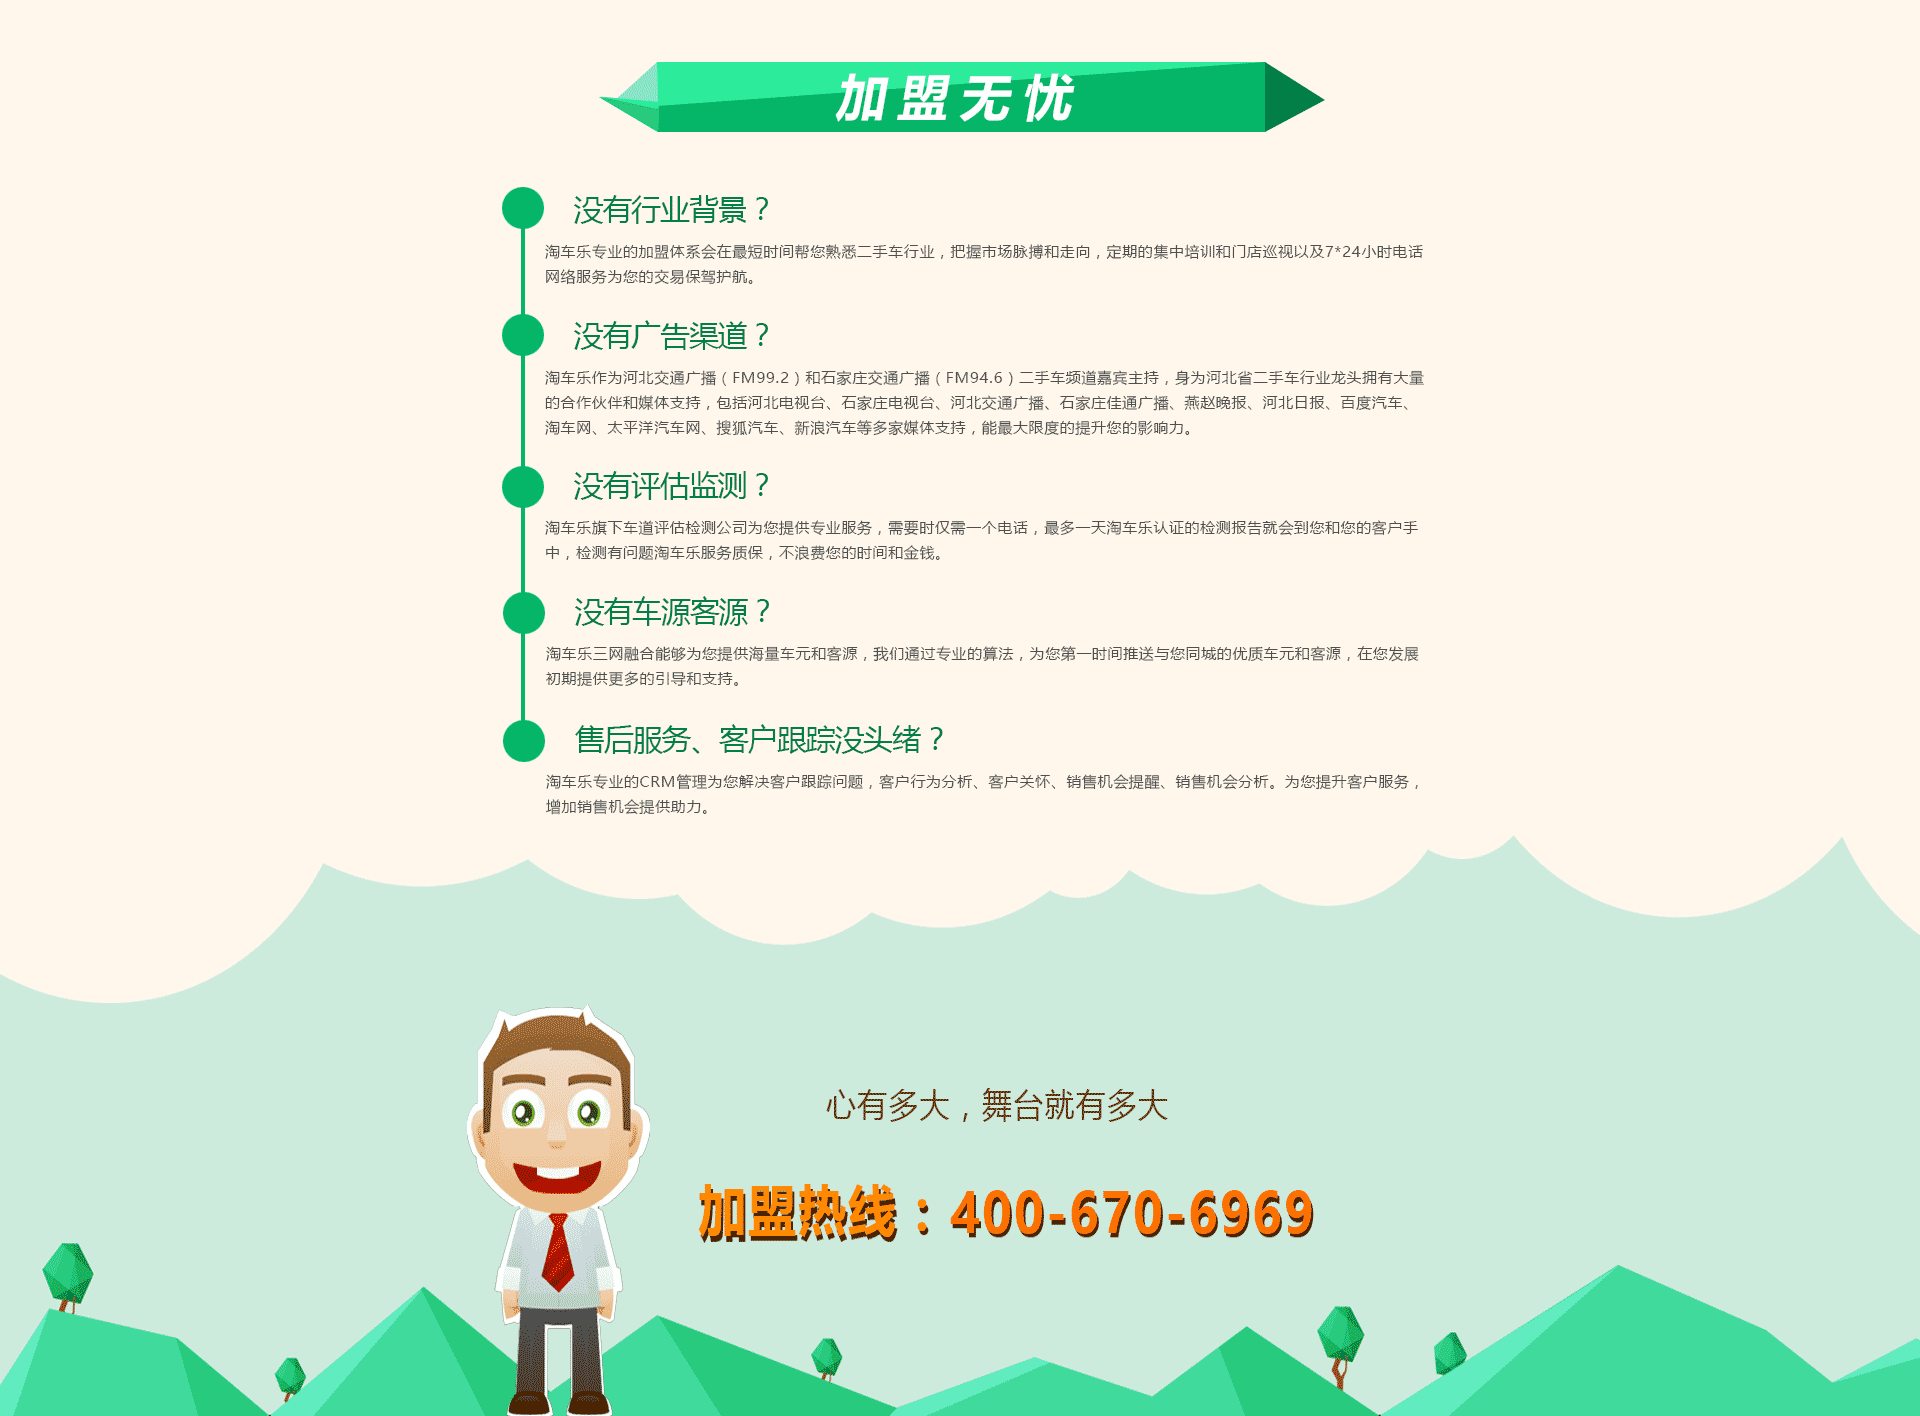 加盟无忧
没有行业背景？
淘车乐专业的加盟体系会在最短时间帮您熟悉二手车行业，把握市场脉搏和走向，定期的集中培训和门店巡视以及7*24小时电话
网络服务为您的交易保驾护航。
没有广告渠道？
淘车乐作为河北交通广播（FM99.2）和石家庄交通广播（FM94.6）二手车频道嘉宾主持，身为河北省二手车行业龙头拥有大量
的合作伙伴和媒体支持，包括河北电视台、石家庄电视台、河北交通广播、石家庄佳通广播、燕赵晚报、河北日报、百度汽车、
淘车网、太平洋汽车网、搜狐汽车、新浪汽车等多家媒体支持，能最大限度的提升您的影响力。
没有评估监测？
淘车乐旗下车道评估检测公司为您提供专业服务，需要时仅需一个电话，最多一天淘车乐认证的检测报告就会到您和您的客户手
中，检测有问题淘车乐服务质保，不浪费您的时间和金钱。
没有车源客源？
淘车乐三网融合能够为您提供海量车元和客源，我们通过专业的算法，为您第一时间推送与您同城的优质车元和客源，在您发展
初期提供更多的引导和支持。
售后服务、客户跟踪没头绪？
淘车乐专业的CRM管理为您解决客户跟踪问题，客户行为分析、客户关怀、销售机会提醒、销售机会分析。为您提升客户服务，
增加销售机会提供助力。
心有多大，舞台就有多大
加盟热线：400-670-6969